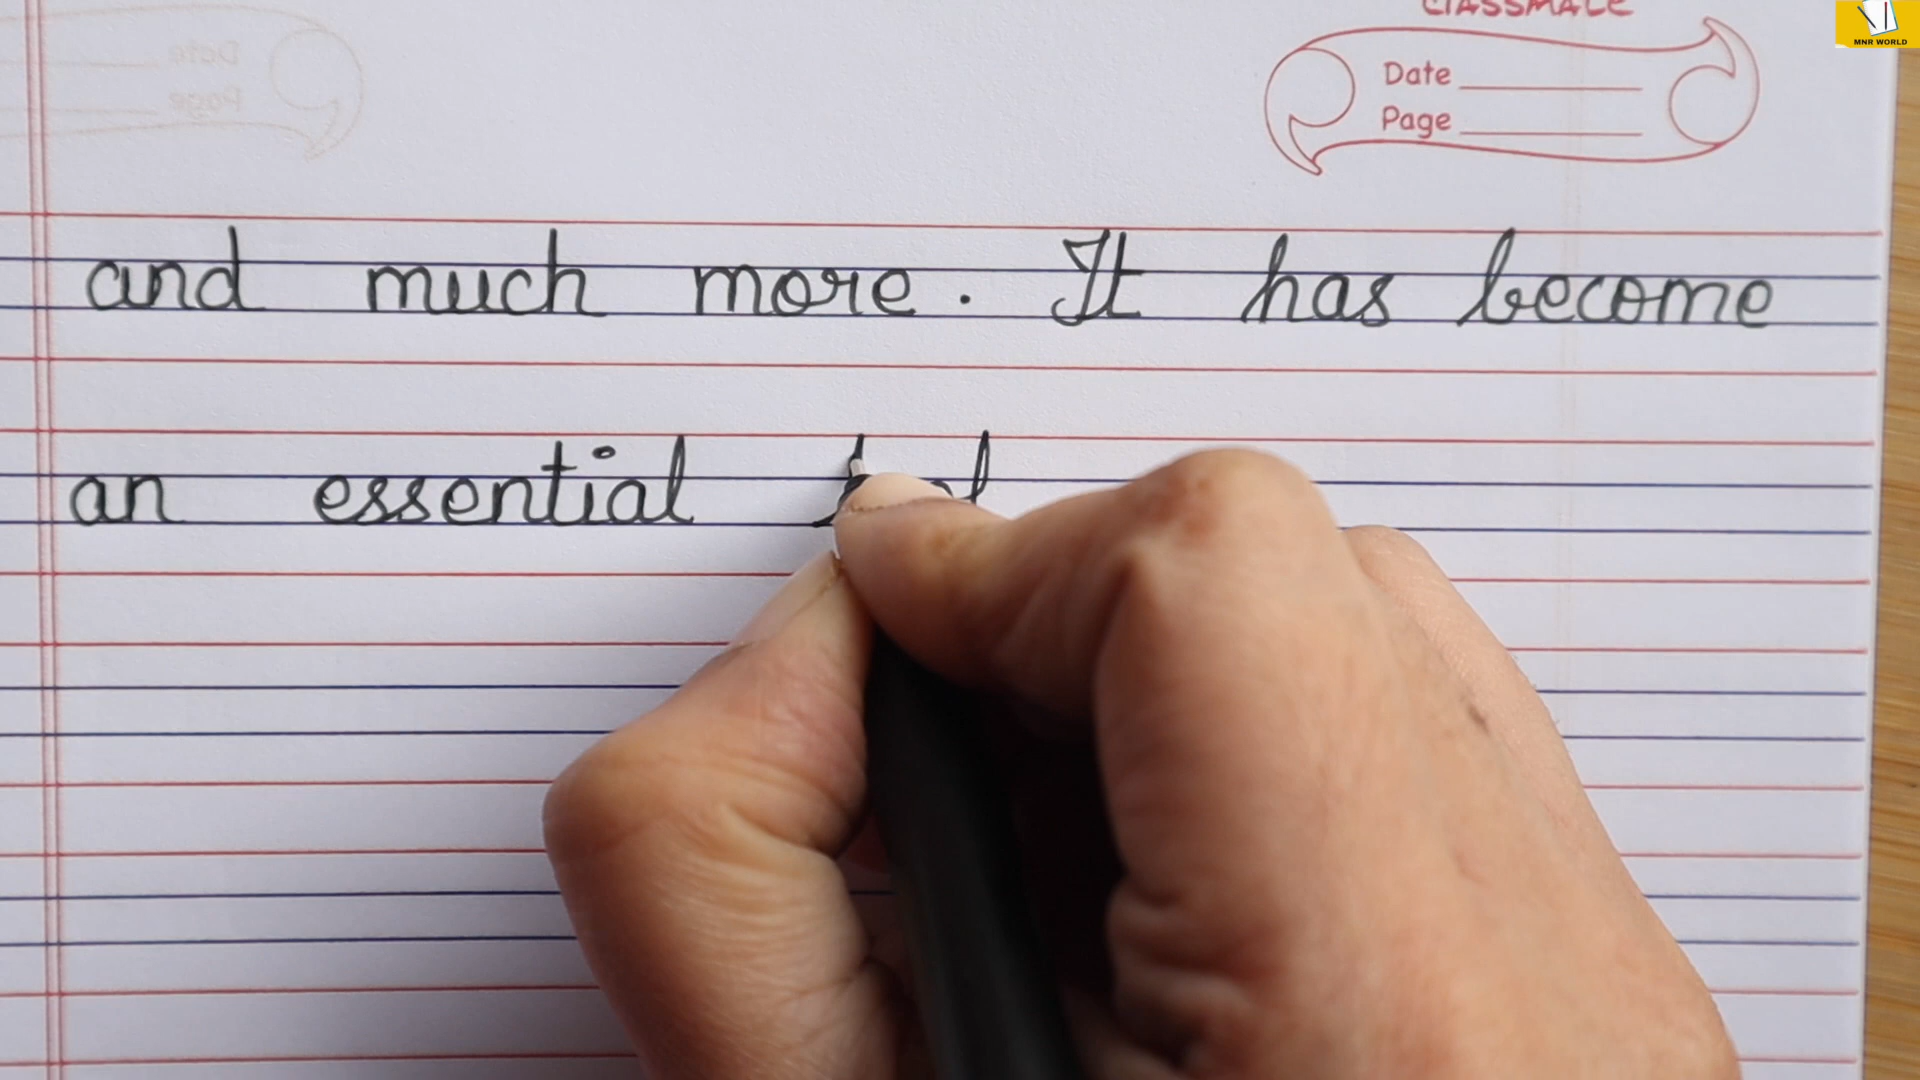 CLASSMATE
MNR WORLD
Date
Page
and much more. It has become
an essential